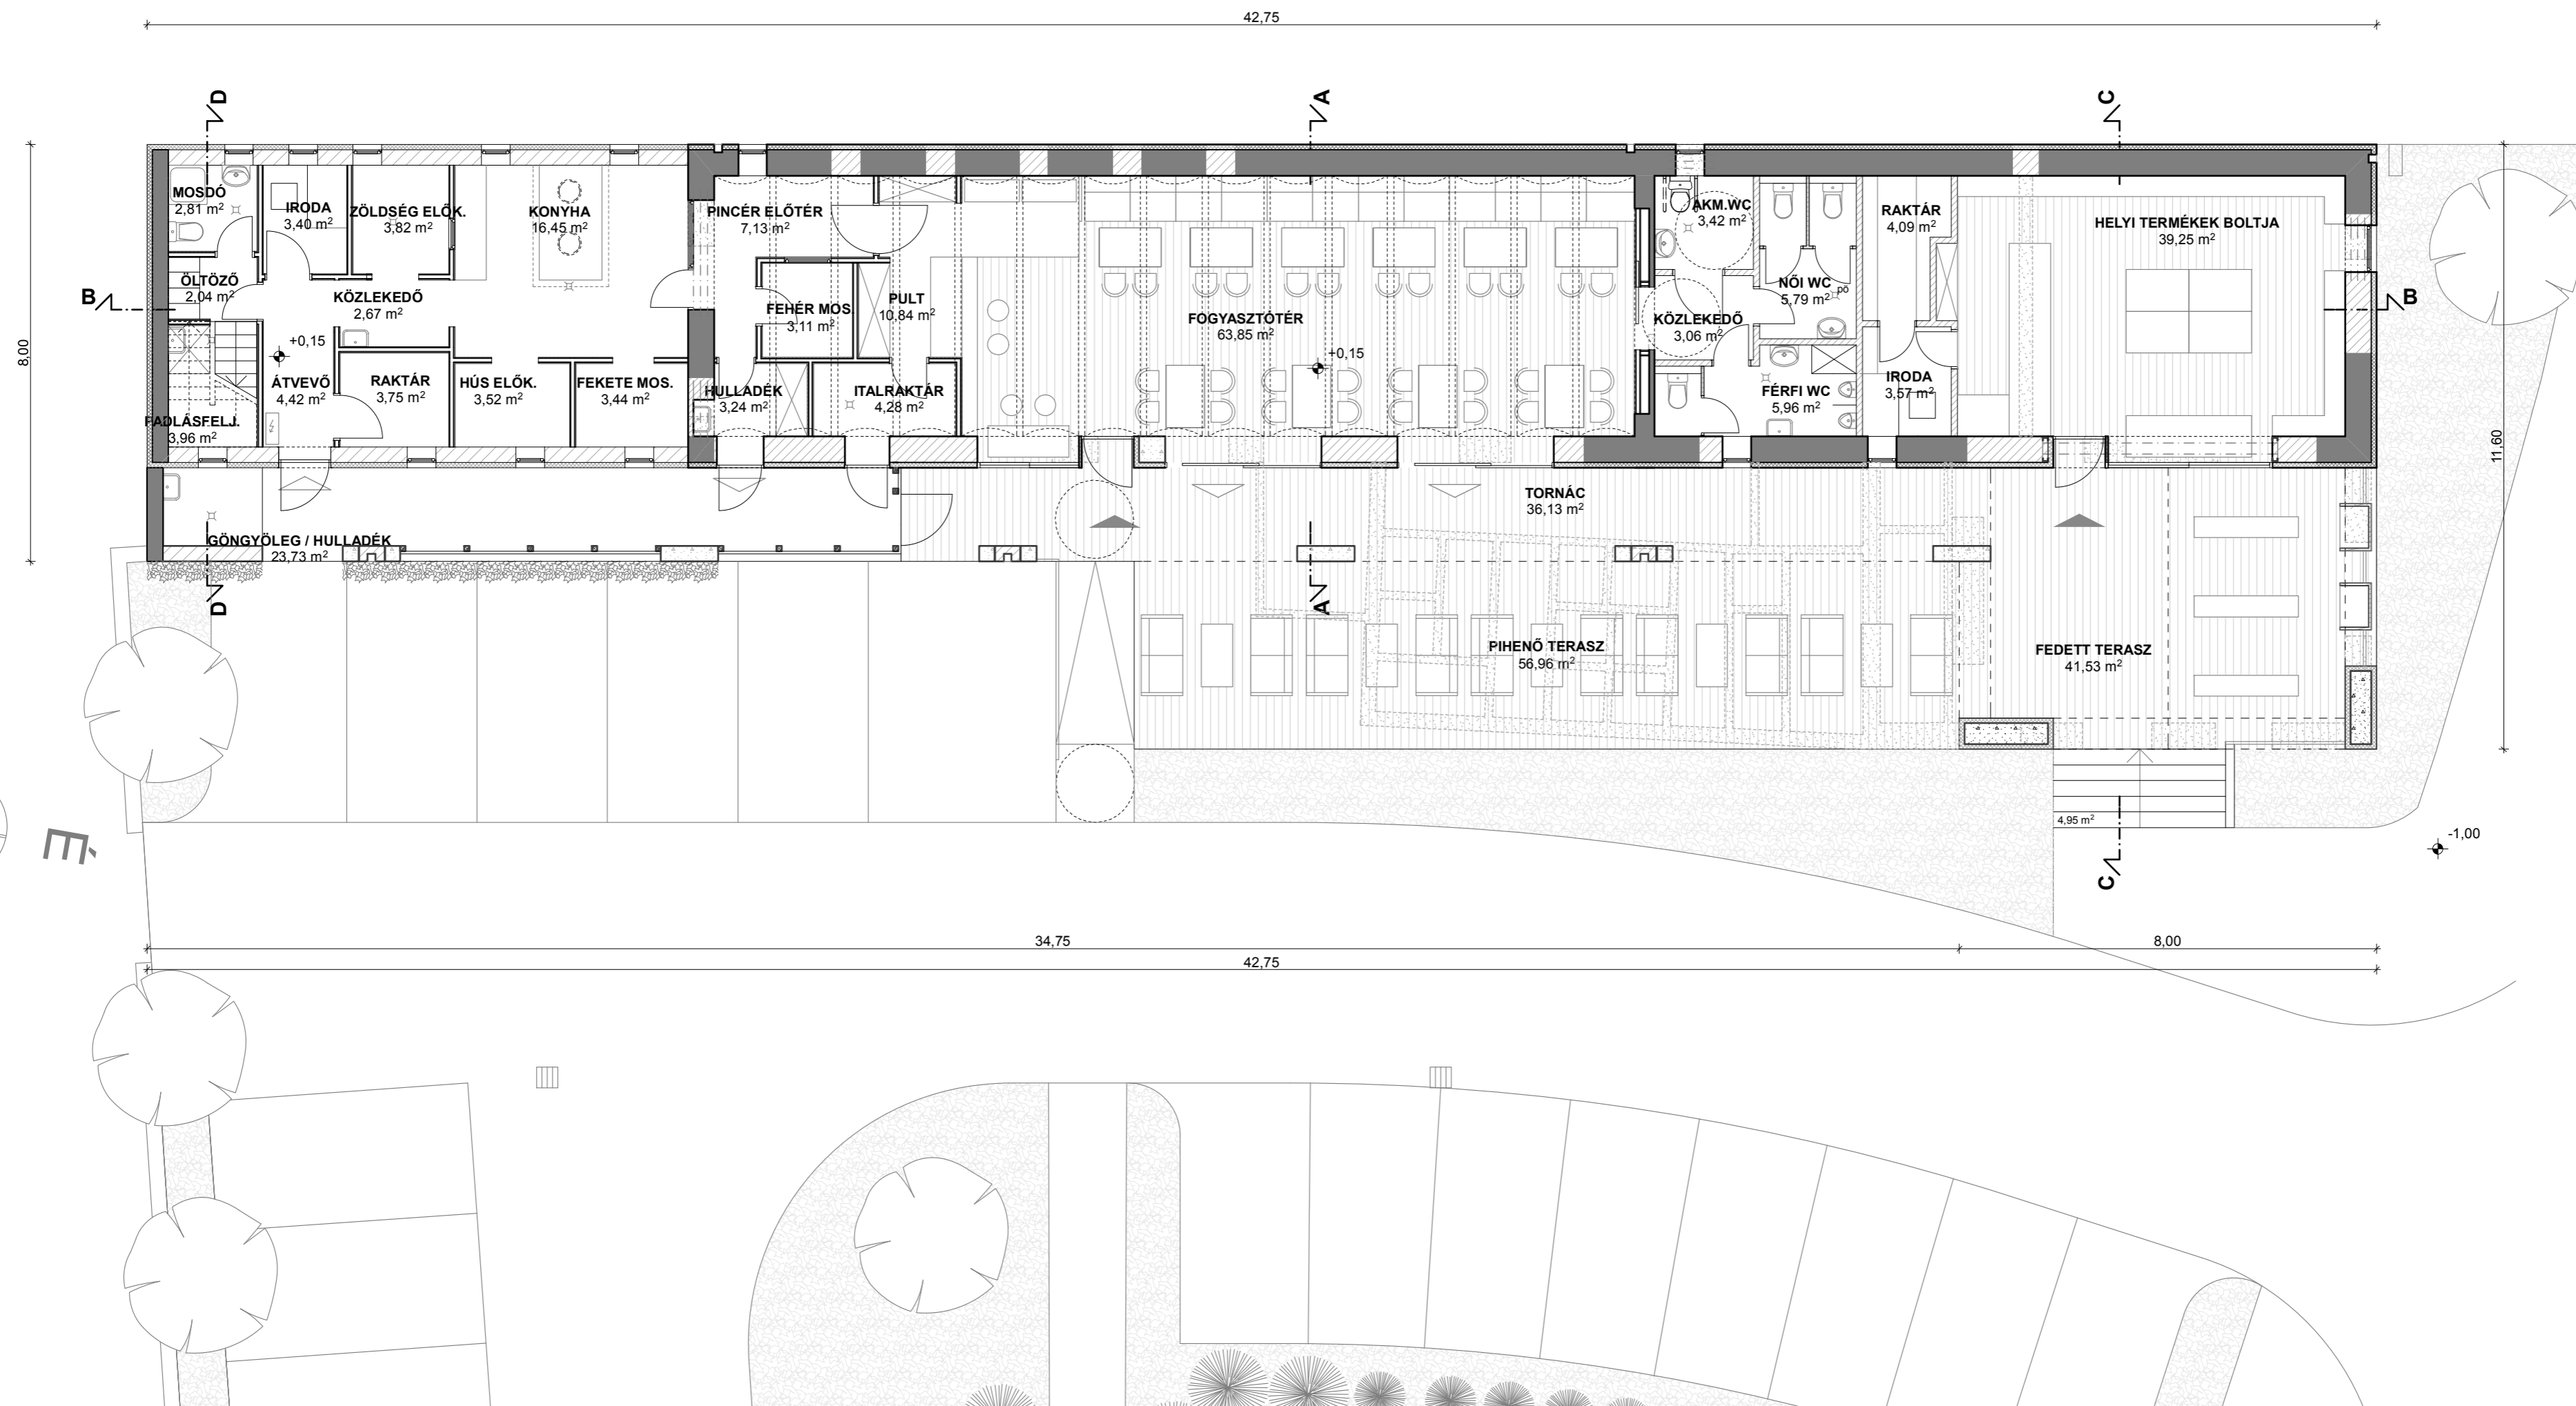 42,75
D
A
C
8,00
11,60
MOSDÓ
2,81 m²
IRODA
3,40 m²
ZÖLDSÉG ELŐK.
3,82 m²
KONYHA
16,45 m²
PINCÉR ELŐTÉR
7,13 m²
AKM.WC
3,42 m²
RAKTÁR
4,09 m²
HELYI TERMÉKEK BOLTJA
39,25 m²
ÖLTÖZŐ
2,04 m²
KÖZLEKEDŐ
2,67 m²
FEHÉR MOS.
3,11 m²
PULT
10,84 m²
FOGYASZTÓTÉR
63,85 m²
KÖZLEKEDŐ
3,06 m²
NŐI WC
5,79 m²
pö
B
B
+0,15
+0,15
PADLÁSFELJ.
3,96 m²
ÁTVEVŐ
4,42 m²
RAKTÁR
3,75 m²
HÚS ELŐK.
3,52 m²
FEKETE MOS.
3,44 m²
HULLADÉK
3,24 m²
ITALRAKTÁR
4,28 m²
FÉRFI WC
5,96 m²
IRODA
3,57 m²
GÖNGYÖLEG / HULLADÉK
23,73 m²
TORNÁC
36,13 m²
D
A
PIHENŐ TERASZ
56,96 m²
FEDETT TERASZ
41,53 m²
4,95 m²
-1,00
É
C
34,75
8,00
42,75